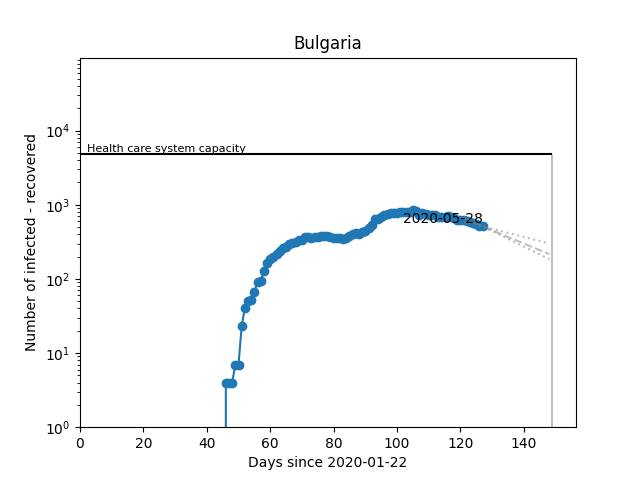 Bulgaria
Number of infected - recovered
10^4
10^3
10^2
10^1
10^0
Health care system capacity
2020-05-28
0 20 40 60 80 100 120 140
Days since 2020-01-22